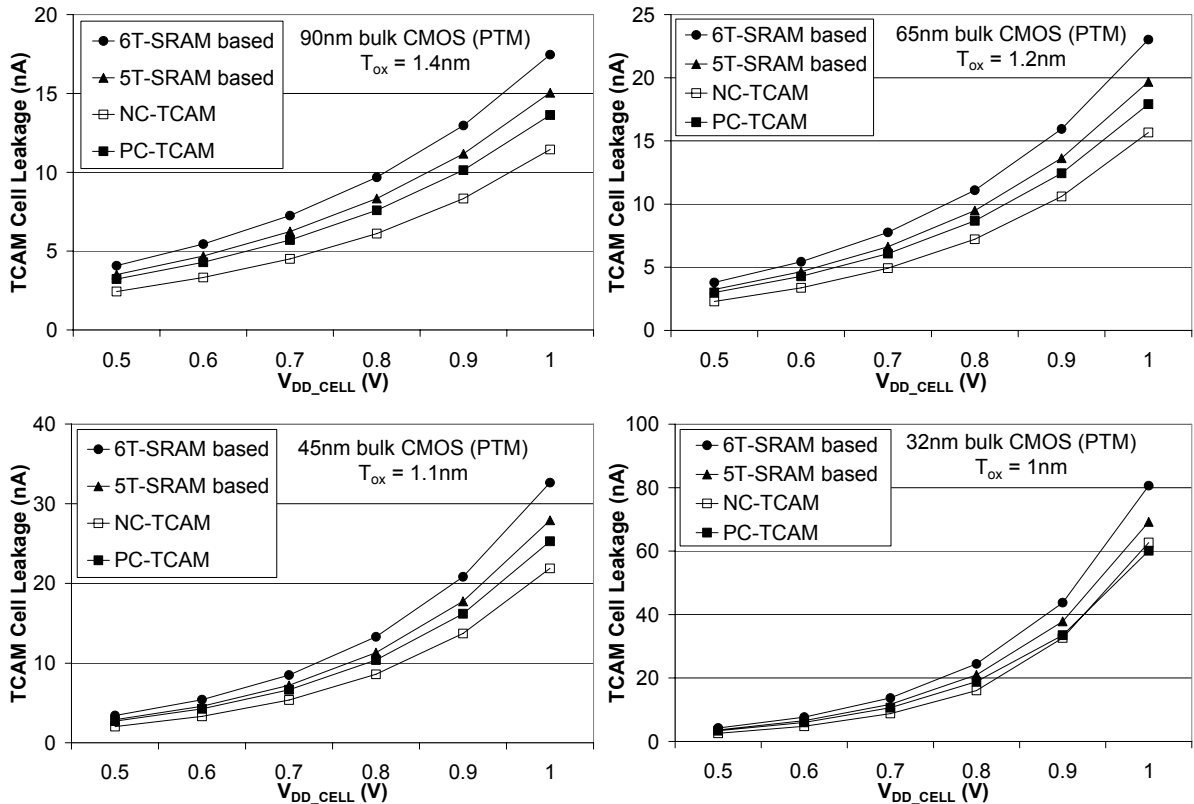 20
15
10
5
0
TCAM Cell Leakage (nA)
6T-SRAM based
5T-SRAM based
NC-TCAM
PC-TCAM
90nm bulk CMOS (PTM)
Tox = 1.4nm
0.5 0.6 0.7 0.8 0.9 1
VDD_CELL (V)
25
20
15
10
5
0
TCAM Cell Leakage (nA)
6T-SRAM based
5T-SRAM based
NC-TCAM
PC-TCAM
65nm bulk CMOS (PTM)
Tox = 1.2nm
0.5 0.6 0.7 0.8 0.9 1
VDD_CELL (V)
40
30
20
10
0
TCAM Cell Leakage (nA)
6T-SRAM based
5T-SRAM based
NC-TCAM
PC-TCAM
45nm bulk CMOS (PTM)
Tox = 1.1nm
0.5 0.6 0.7 0.8 0.9 1
VDD_CELL (V)
100
80
60
40
20
0
TCAM Cell Leakage (nA)
6T-SRAM based
5T-SRAM based
NC-TCAM
PC-TCAM
32nm bulk CMOS (PTM)
Tox = 1nm
0.5 0.6 0.7 0.8 0.9 1
VDD_CELL (V)